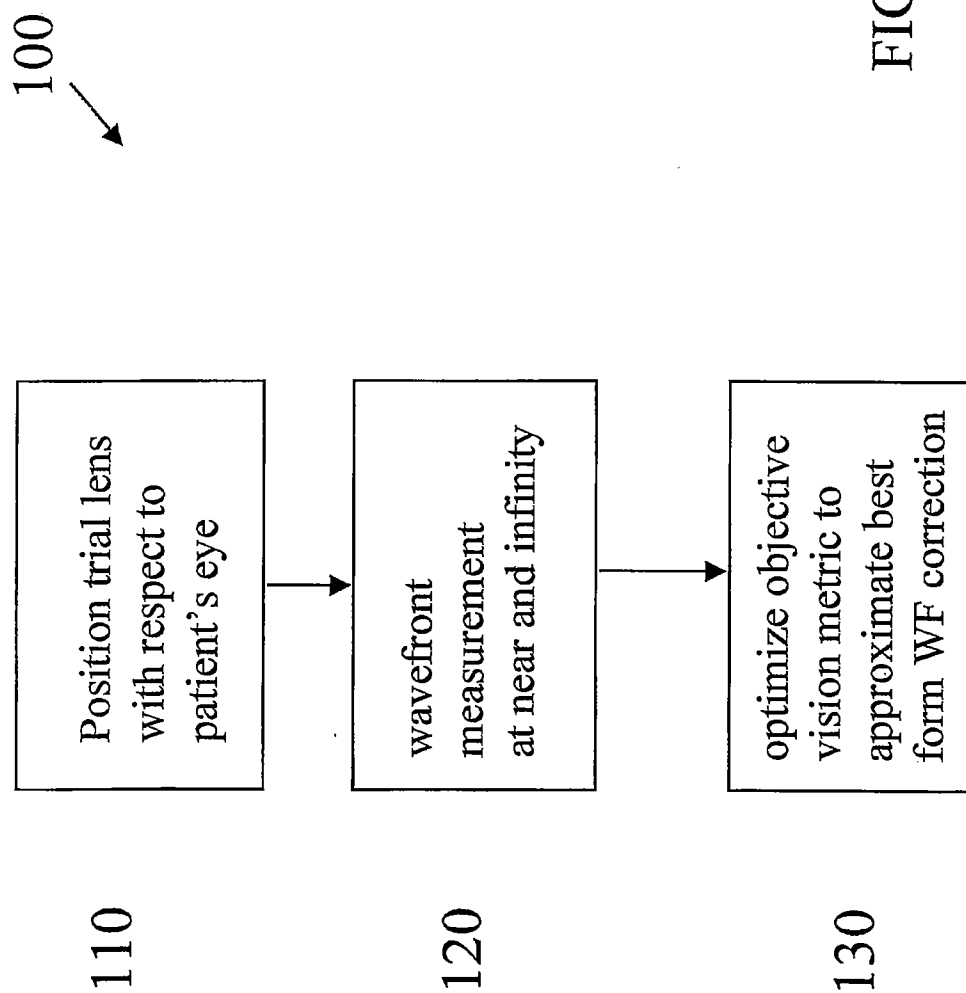 100
110
Position trial lens
with respect to
patient's eye
120
wavefront
measurement
at near and infinity
130
optimize objective
vision metric to
approximate best
form WF correction